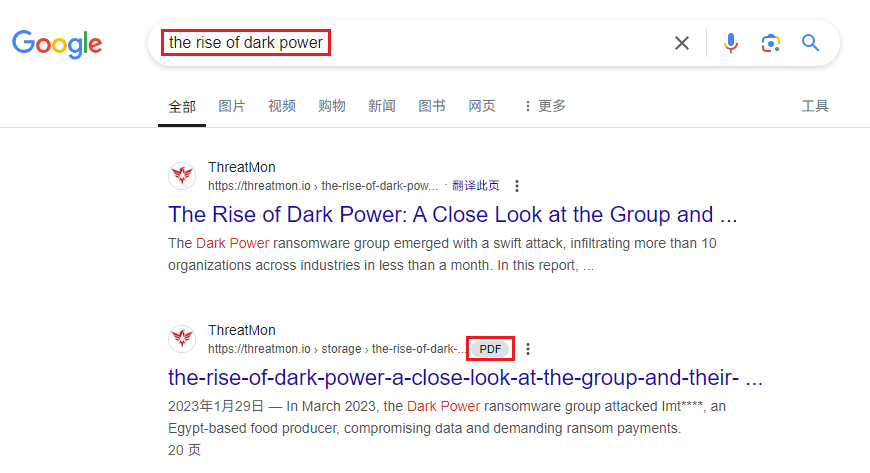 Google
the rise of dark power
全部 图片 视频 购物 新闻 图书 网页 更多 工具
ThreatMon
https://threatmon.io › the-rise-of-dark-pow... · 翻译此页
The Rise of Dark Power: A Close Look at the Group and ...
The Dark Power ransomware group emerged with a swift attack, infiltrating more than 10
organizations across industries in less than a month. In this report, ...
ThreatMon
https://threatmon.io › storage › the-rise-of-dark-... PDF
the-rise-of-dark-power-a-close-look-at-the-group-and-their- ...
2023年1月29日 — In March 2023, the Dark Power ransomware group attacked Imt****, an
Egypt-based food producer, compromising data and demanding ransom payments.
20 页